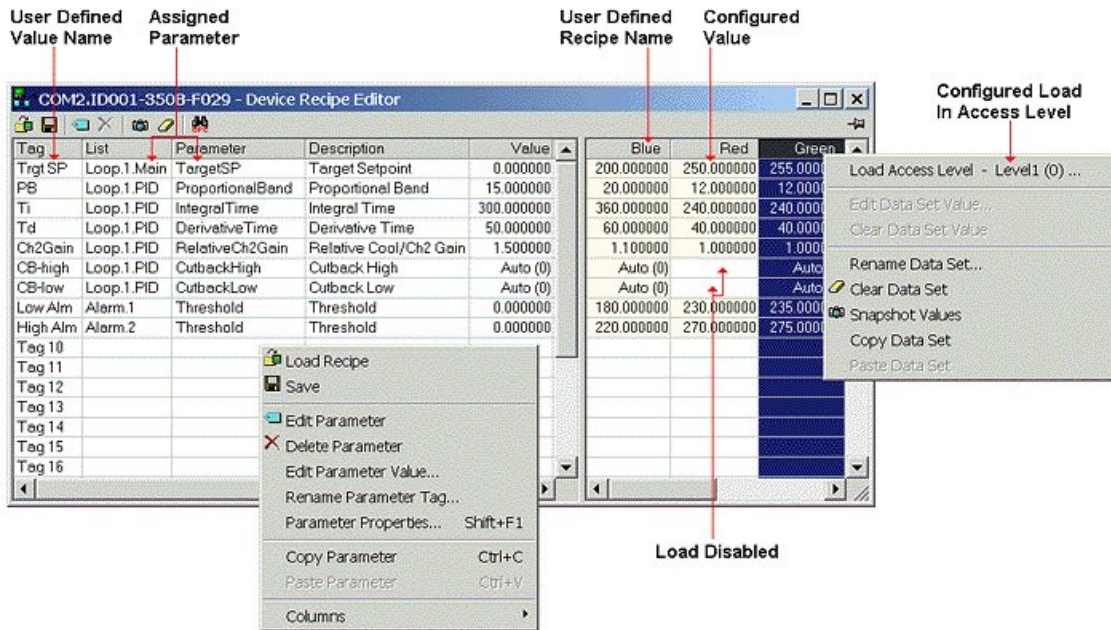 User Defined Value Name
Assigned Parameter
User Defined Recipe Name
Configured Value
Configured Load In Access Level
COM2.ID001-3508-F029 - Device Recipe Editor
Tag List Parameter Description Value Blue Red Green
Trgt SP Loop.1.Main TargetSP Target Setpoint 0.000000 200.000000 250.000000 255.00000
PB Loop.1.PID ProportionalBand Proportional Band 15.000000 20.000000 12.000000 12.0000
Ti Loop.1.PID IntegralTime Integral Time 300.000000 360.000000 240.000000 240.0000
Td Loop.1.PID DerivativeTime Derivative Time 50.000000 60.000000 40.000000 40.0000
Ch2Gain Loop.1.PID RelativeCh2Gain Relative Cool/Ch2 Gain 1.500000 1.100000 1.000000 1.0000
CB-high Loop.1.PID CutbackHigh Cutback High Auto (0) Auto (0) Auto
CB-low Loop.1.PID CutbackLow Cutback Low Auto (0) Auto (0) Auto
Low Alm Alarm.1 Threshold Threshold 0.000000 180.000000 230.000000 235.0000
High Alm Alarm.2 Threshold Threshold 0.000000 220.000000 270.000000 275.0000
Tag 10
Tag 11
Tag 12
Tag 13
Tag 14
Tag 15
Tag 16
Load Recipe
Save
Edit Parameter
Delete Parameter
Edit Parameter Value...
Rename Parameter Tag...
Parameter Properties... Shift+F1
Copy Parameter Ctrl+C
Paste Parameter Ctrl+V
Columns
Load Access Level - Level1 (0) ...
Edit Data Set Value...
Clear Data Set Value
Rename Data Set...
Clear Data Set
Snapshot Values
Copy Data Set
Paste Data Set
Load Disabled